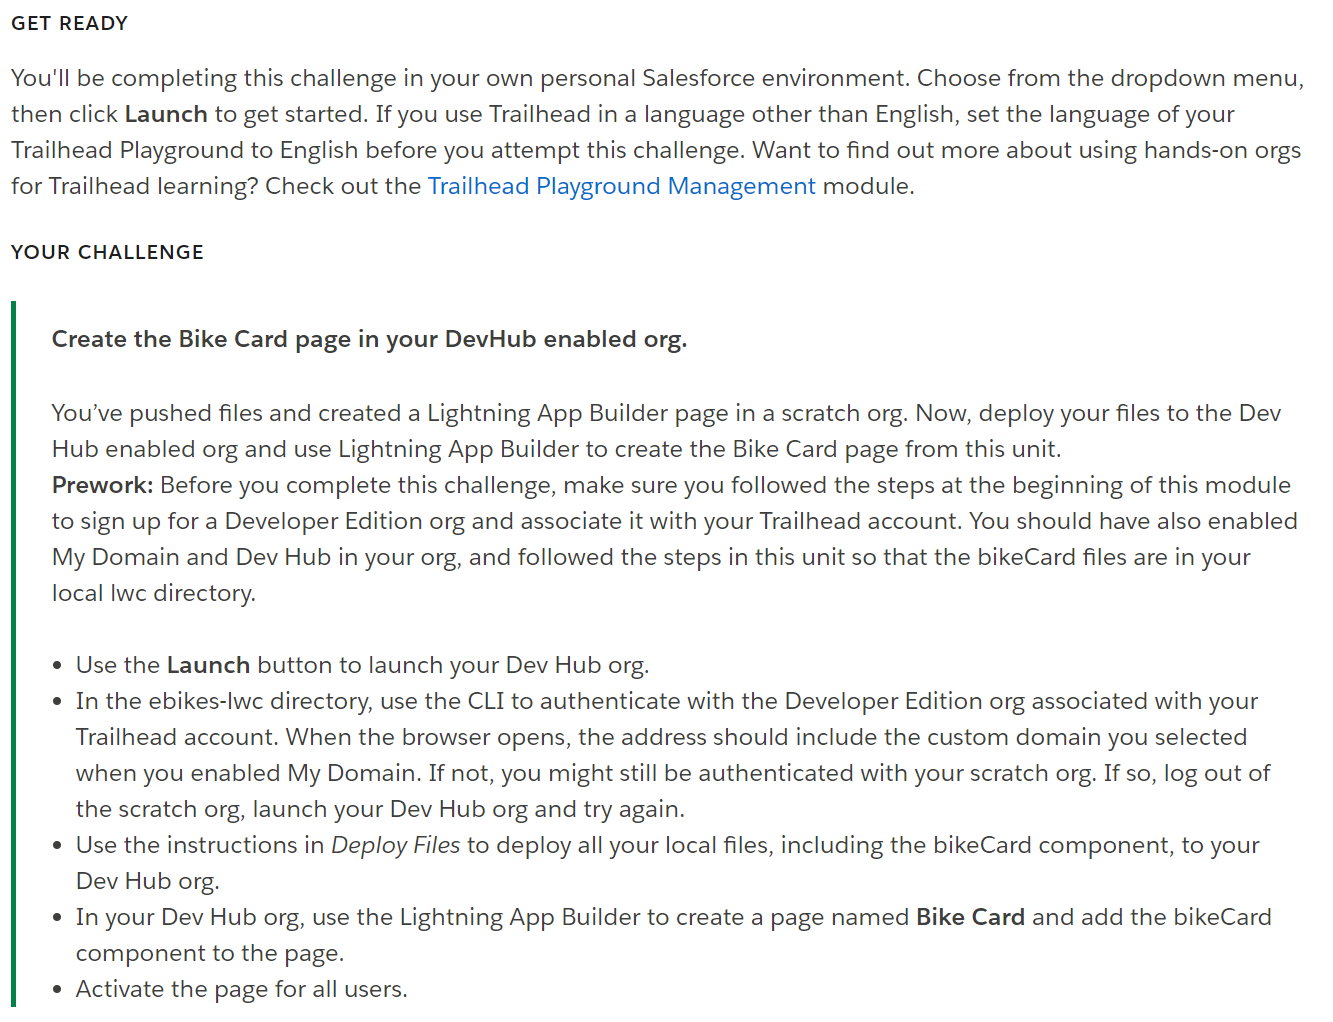 GET READY
You'll be completing this challenge in your own personal Salesforce environment. Choose from the dropdown menu,
then click Launch to get started. If you use Trailhead in a language other than English, set the language of your
Trailhead Playground to English before you attempt this challenge. Want to find out more about using hands-on orgs
for Trailhead learning? Check out the Trailhead Playground Management module.
YOUR CHALLENGE
Create the Bike Card page in your DevHub enabled org.
You’ve pushed files and created a Lightning App Builder page in a scratch org. Now, deploy your files to the Dev
Hub enabled org and use Lightning App Builder to create the Bike Card page from this unit.
Prework: Before you complete this challenge, make sure you followed the steps at the beginning of this module
to sign up for a Developer Edition org and associate it with your Trailhead account. You should have also enabled
My Domain and Dev Hub in your org, and followed the steps in this unit so that the bikeCard files are in your
local lwc directory.
• Use the Launch button to launch your Dev Hub org.
• In the ebikes-lwc directory, use the CLI to authenticate with the Developer Edition org associated with your
Trailhead account. When the browser opens, the address should include the custom domain you selected
when you enabled My Domain. If not, you might still be authenticated with your scratch org. If so, log out of
the scratch org, launch your Dev Hub org and try again.
• Use the instructions in Deploy Files to deploy all your local files, including the bikeCard component, to your
Dev Hub org.
• In your Dev Hub org, use the Lightning App Builder to create a page named Bike Card and add the bikeCard
component to the page.
• Activate the page for all users.